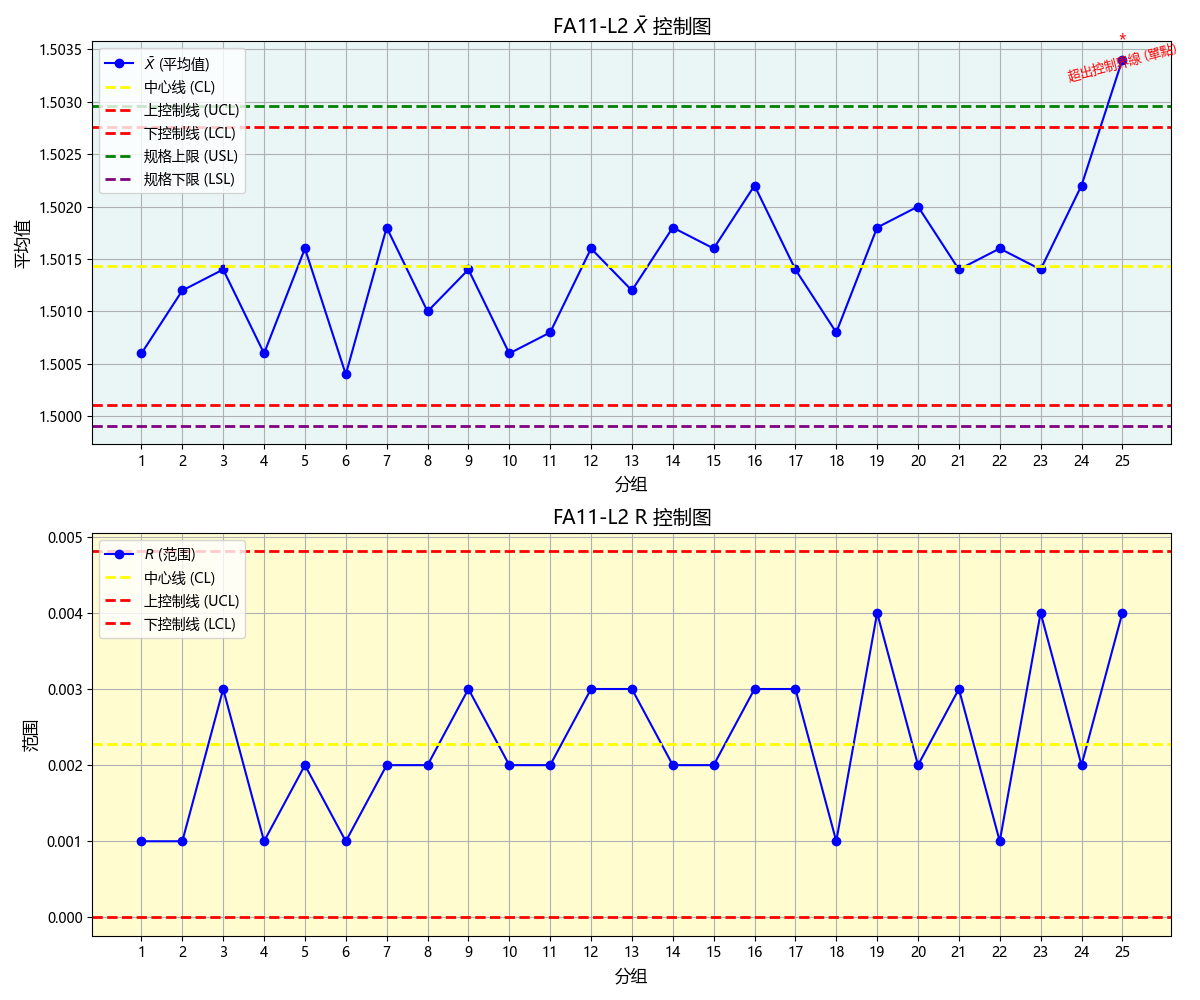 FA11-L2 X̄ 控制图
*
超出控制界線 (單點)
X̄ (平均值)
中心线 (CL)
上控制线 (UCL)
下控制线 (LCL)
规格上限 (USL)
规格下限 (LSL)
平均值
1.5035
1.5030
1.5025
1.5020
1.5015
1.5010
1.5005
1.5000
1 2 3 4 5 6 7 8 9 10 11 12 13 14 15 16 17 18 19 20 21 22 23 24 25
分组
FA11-L2 R 控制图
R (范围)
中心线 (CL)
上控制线 (UCL)
下控制线 (LCL)
范围
0.005
0.004
0.003
0.002
0.001
0.000
1 2 3 4 5 6 7 8 9 10 11 12 13 14 15 16 17 18 19 20 21 22 23 24 25
分组